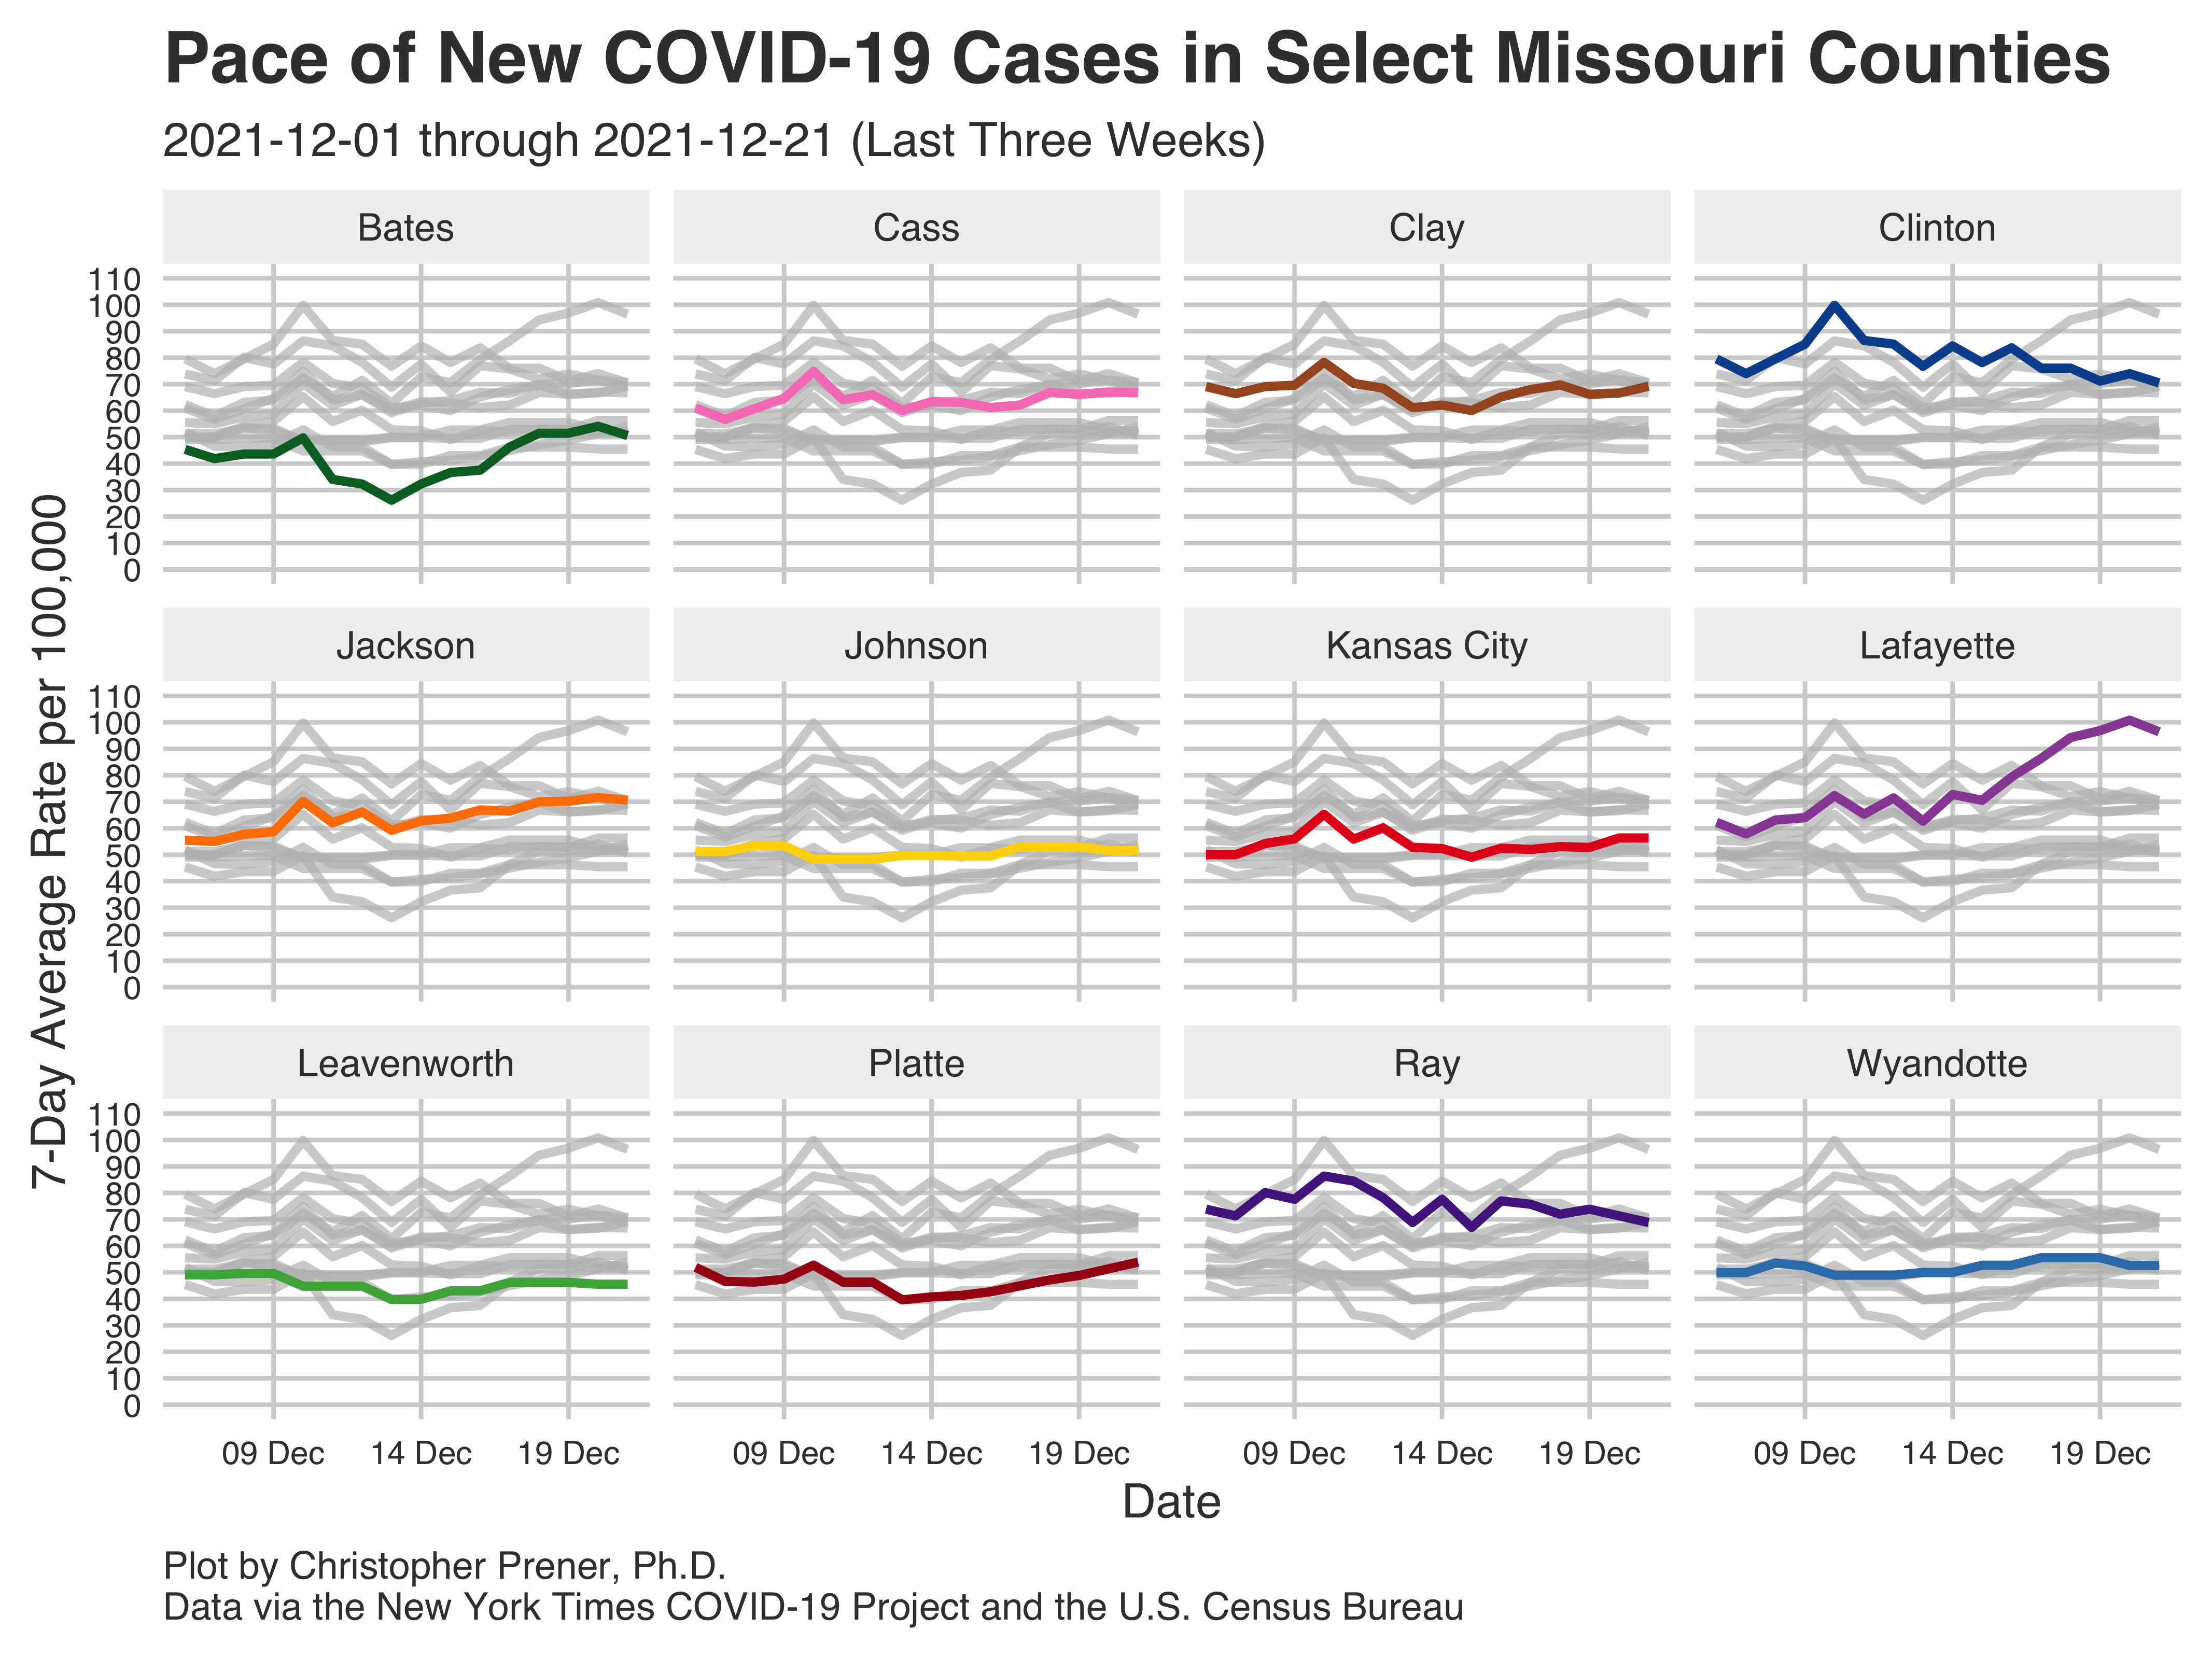 Pace of New COVID-19 Cases in Select Missouri Counties
2021-12-01 through 2021-12-21 (Last Three Weeks)
7-Day Average Rate per 100,000
Bates
Cass
Clay
Clinton
110
100
90
80
70
60
50
40
30
20
10
0
Jackson
Johnson
Kansas City
Lafayette
110
100
90
80
70
60
50
40
30
20
10
0
Leavenworth
Platte
Ray
Wyandotte
110
100
90
80
70
60
50
40
30
20
10
0
09 Dec 14 Dec 19 Dec
09 Dec 14 Dec 19 Dec
09 Dec 14 Dec 19 Dec
09 Dec 14 Dec 19 Dec
Date
Plot by Christopher Prener, Ph.D.
Data via the New York Times COVID-19 Project and the U.S. Census Bureau